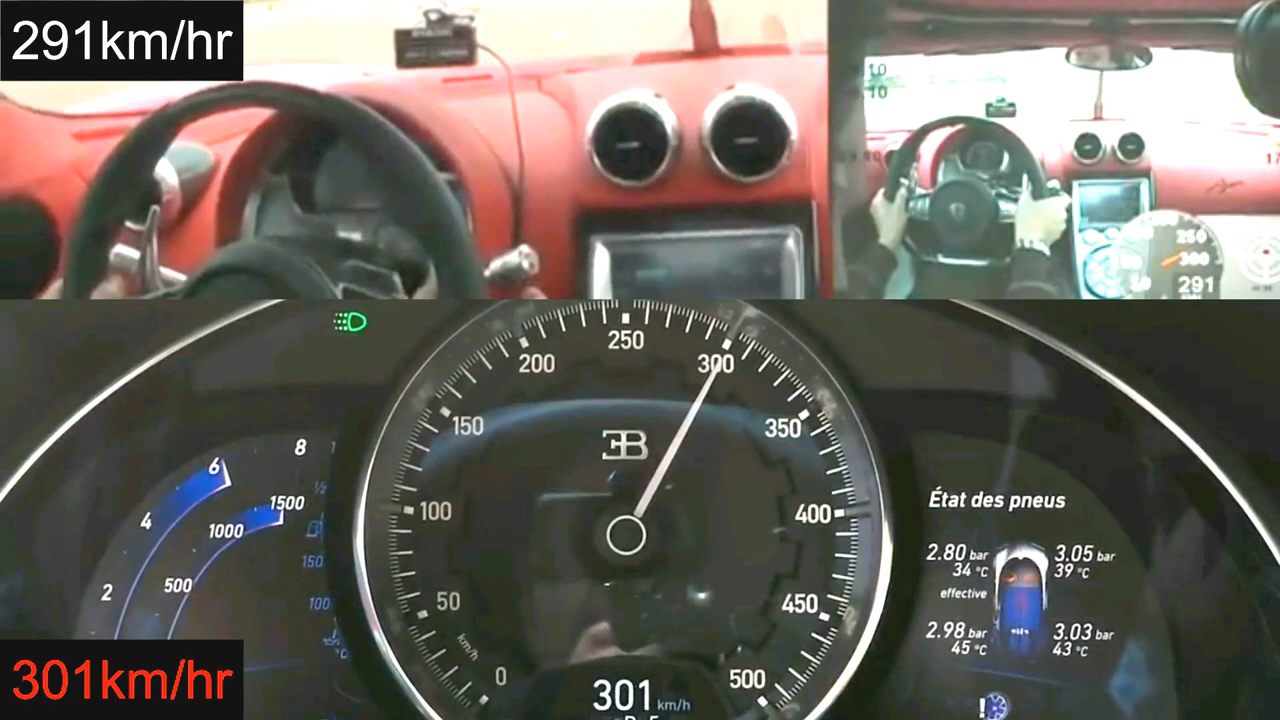 291km/hr
10
10
250
300
291
200
250
300
150
350
100
400
50
450
km/h
0
500
301 km/h
8
6
4
2
1500
1000
500
150
100
État des pneus
2.80 bar
34 °C
3.05 bar
39 °C
effective
2.98 bar
45 °C
3.03 bar
43 °C
301km/hr